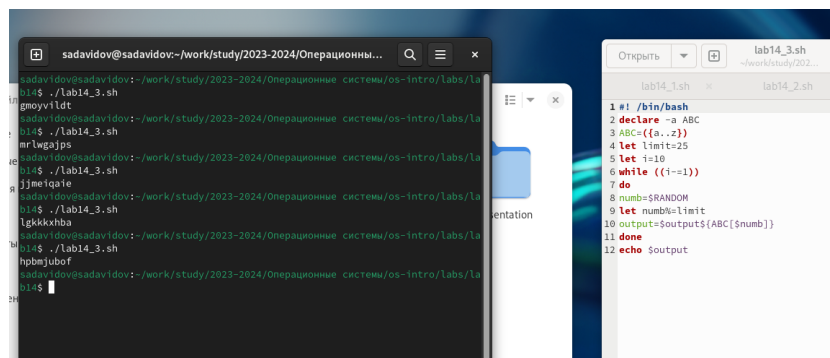 sadavidov@sadavidov:~/work/study/2023-2024/Операционны...
sadavidov@sadavidov:~/work/study/2023-2024/Операционные системы/os-intro/labs/la
b14$ ./lab14_3.sh
gmoyvildt
sadavidov@sadavidov:~/work/study/2023-2024/Операционные системы/os-intro/labs/la
b14$ ./lab14_3.sh
mrlwgajps
sadavidov@sadavidov:~/work/study/2023-2024/Операционные системы/os-intro/labs/la
b14$ ./lab14_3.sh
jjmeiqaie
sadavidov@sadavidov:~/work/study/2023-2024/Операционные системы/os-intro/labs/la
b14$ ./lab14_3.sh
lgkkkxhba
sadavidov@sadavidov:~/work/study/2023-2024/Операционные системы/os-intro/labs/la
b14$ ./lab14_3.sh
hpbmjubof
sadavidov@sadavidov:~/work/study/2023-2024/Операционные системы/os-intro/labs/la
b14$
sentation
Открыть
lab14_3.sh
~/work/study/202...
lab14_1.sh
lab14_2.sh
1 #! /bin/bash
2 declare -a ABC
3 ABC=({a..z})
4 let limit=25
5 let i=10
6 while ((i-=1))
7 do
8 numb=$RANDOM
9 let numb%=limit
10 output=$output${ABC[$numb]}
11 done
12 echo $output